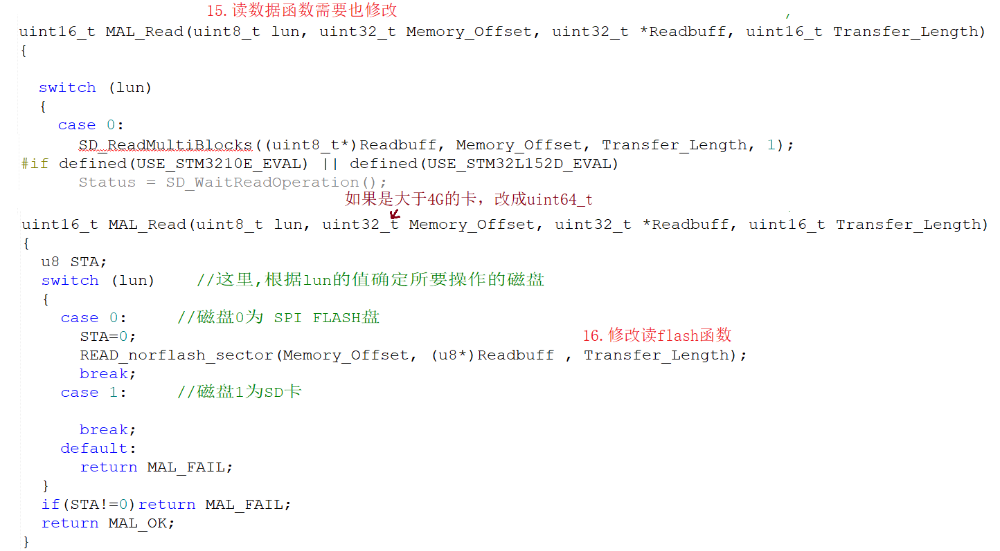 15.读数据函数需要也修改
uint16_t MAL_Read(uint8_t lun, uint32_t Memory_Offset, uint32_t *Readbuff, uint16_t Transfer_Length)
{
switch (lun)
{
case 0:
SD_ReadMultiBlocks((uint8_t*)Readbuff, Memory_Offset, Transfer_Length, 1);
#if defined(USE_STM3210E_EVAL) || defined(USE_STM32L152D_EVAL)
Status = SD_WaitReadOperation();
如果是大于4G的卡，改成uint64_t
uint16_t MAL_Read(uint8_t lun, uint32_t Memory_Offset, uint32_t *Readbuff, uint16_t Transfer_Length)
{
u8 STA;
switch (lun) //这里,根据lun的值确定所要操作的磁盘
{
case 0: //磁盘0为 SPI FLASH盘
STA=0;
16.修改读flash函数
READ_norflash_sector(Memory_Offset, (u8*)Readbuff , Transfer_Length);
break;
case 1: //磁盘1为SD卡
break;
default:
return MAL_FAIL;
}
if(STA!=0)return MAL_FAIL;
return MAL_OK;
}